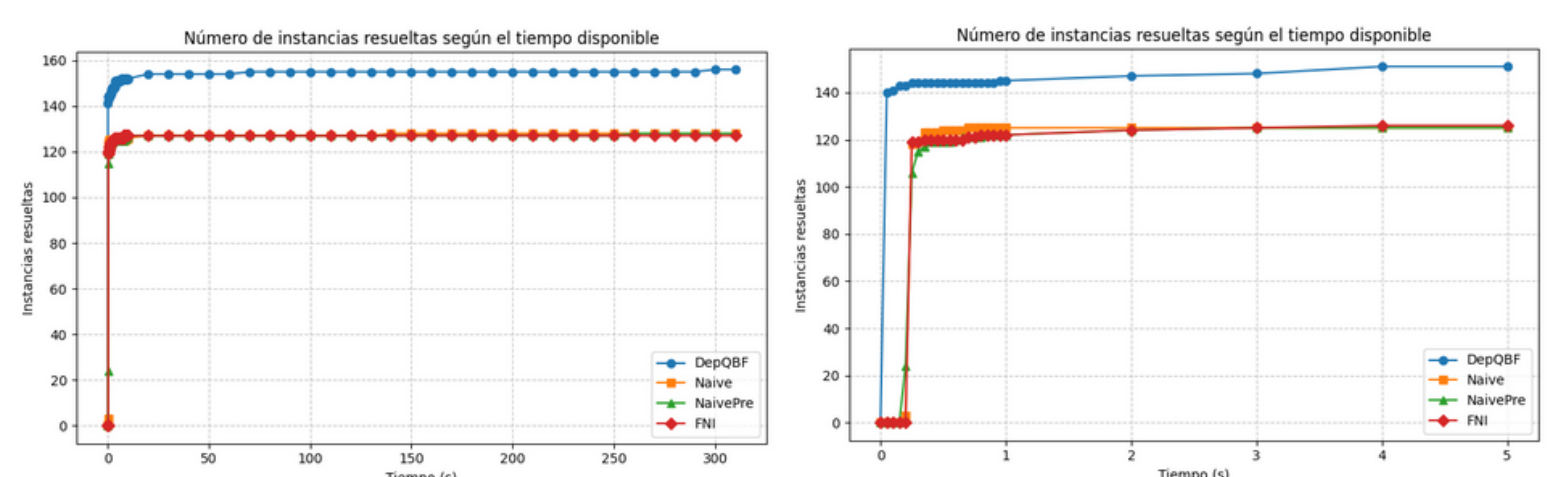 Número de instancias resueltas según el tiempo disponible
160
140
120
100
80
60
40
20
0
Instancias resueltas
0 50 100 150 200 250 300
Tiempo (s)
DepQBF
Naive
NaivePre
FNI
Número de instancias resueltas según el tiempo disponible
140
120
100
80
60
40
20
0
Instancias resueltas
0 1 2 3 4 5
Tiempo (s)
DepQBF
Naive
NaivePre
FNI